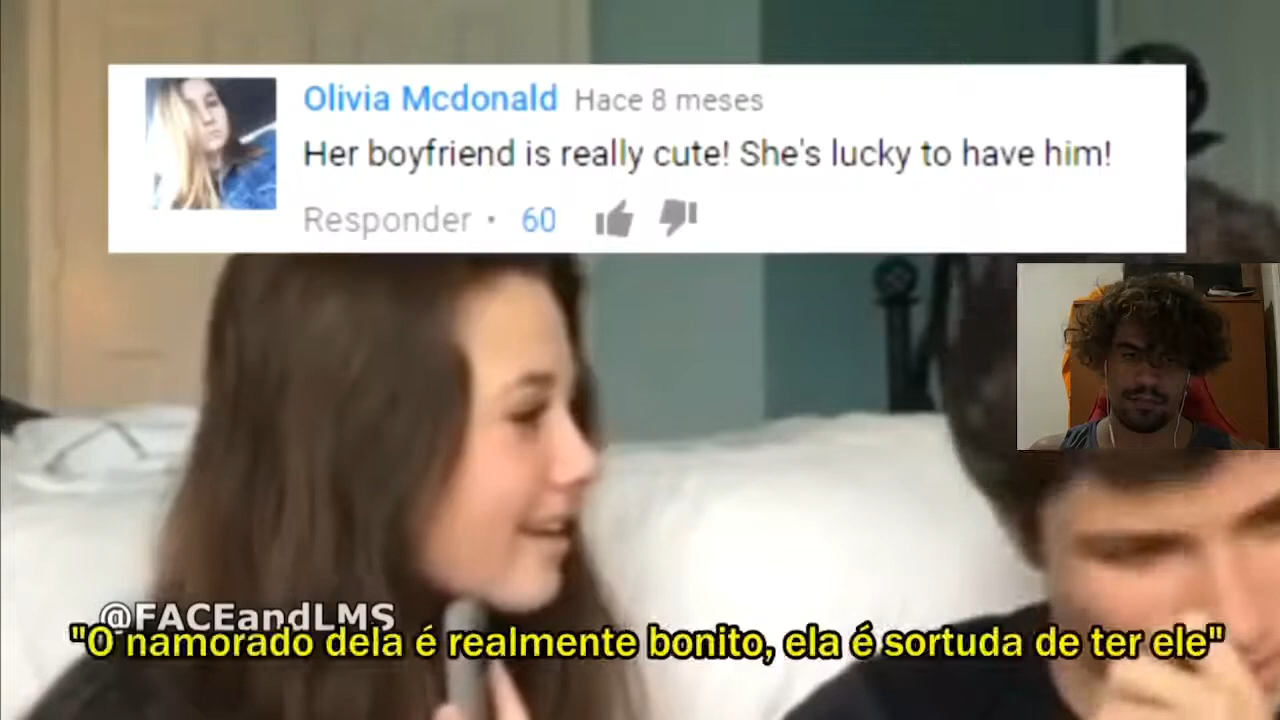 Olivia Mcdonald Hace 8 meses
Her boyfriend is really cute! She's lucky to have him!
Responder • 60
@FACEandLMS
"O namorado dela é realmente bonito, ela é sortuda de ter ele"